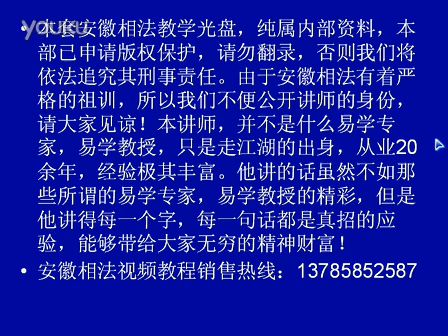 YOUKU
• 本套安徽相法教学光盘，纯属内部资料，本
部已申请版权保护，请勿翻录，否则我们将
依法追究其刑事责任。由于安徽相法有着严
格的祖训，所以我们不便公开讲师的身份，
请大家见谅！本讲师，并不是什么易学专
家，易学教授，只是走江湖的出身，从业20
余年，经验极其丰富。他讲的话虽然不如那
些所谓的易学专家，易学教授的精彩，但是
他讲得每一个字，每一句话都是真招的应
验，能够带给大家无穷的精神财富！
• 安徽相法视频教程销售热线：13785852587